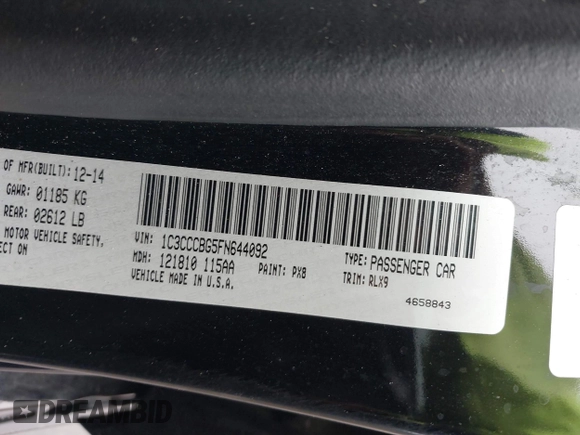 OF MFR(BUILT): 12-14
GAWR: 01185 KG
REAR: 02612 LB
MOTOR VEHICLE SAFETY,
ECT ON
VIN: 1C3CCCBG5FN644092
TYPE: PASSENGER CAR
MDH: 121810 115AA
PAINT: PX8
TRIM: RLX9
VEHICLE MADE IN U.S.A.
4658843
DREAMBID